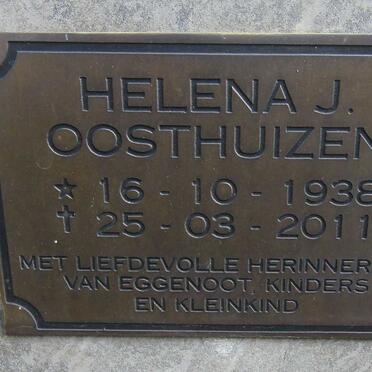 HELENA J.
OOSTHUIZEN
★ 16 - 10 - 1938
✝ 25 - 03 - 2011
MET LIEFDEVOLLE HERINNER
VAN EGGENOOT, KINDERS
EN KLEINKIND